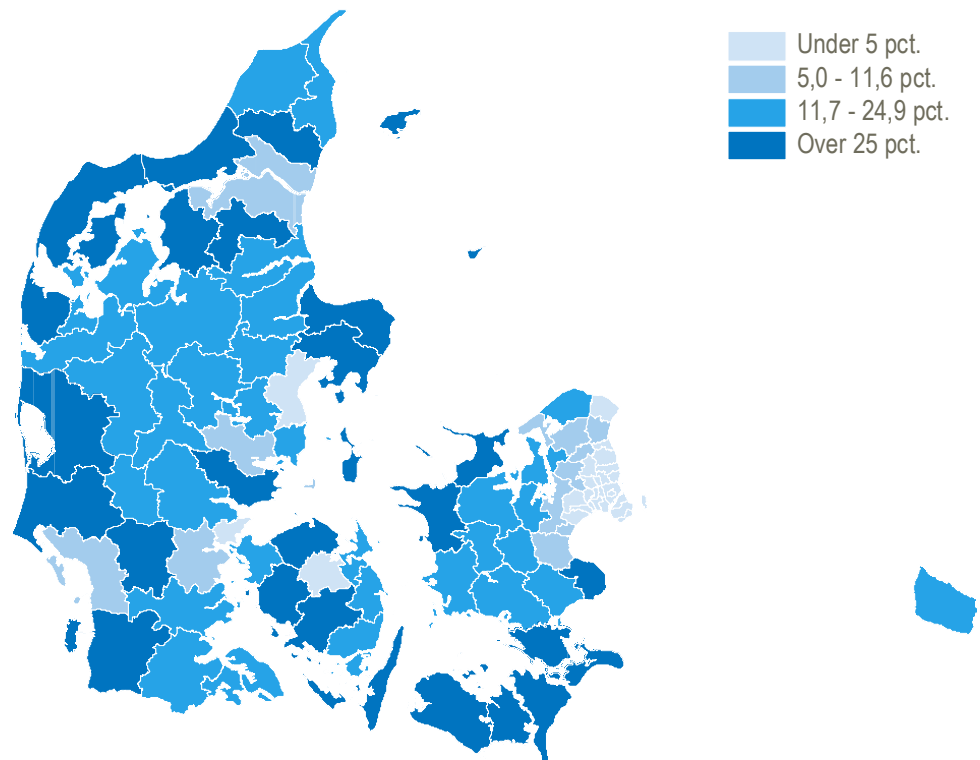 Under 5 pct.
5,0 - 11,6 pct.
11,7 - 24,9 pct.
Over 25 pct.